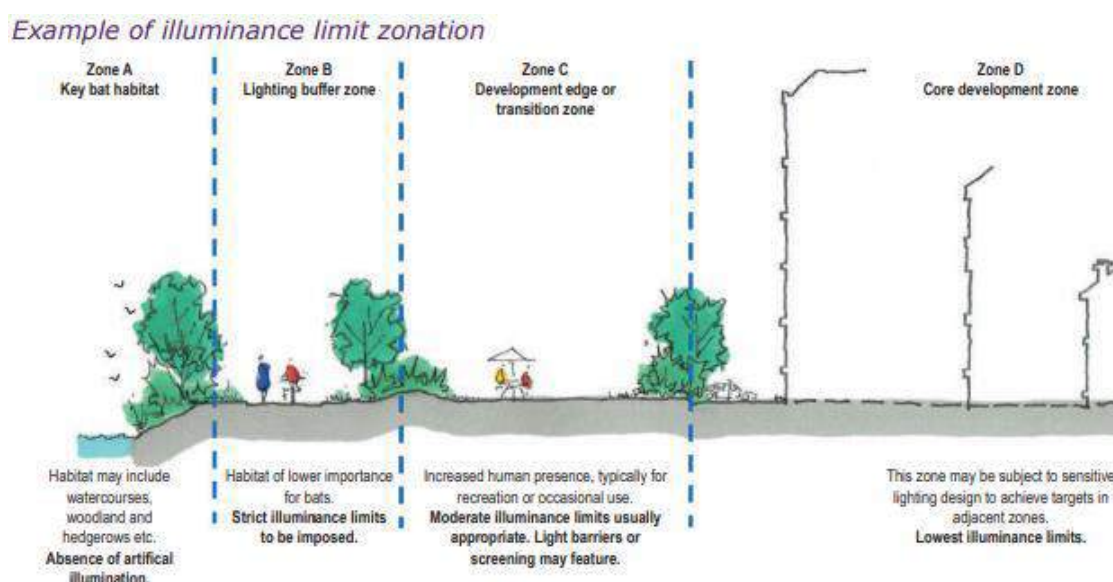 Example of illuminance limit zonation
Zone A
Key bat habitat
Zone B
Lighting buffer zone
Zone C
Development edge or
transition zone
Zone D
Core development zone
Habitat may include
watercourses,
woodland and
hedgerows etc.
Absence of artifical
illumination.
Habitat of lower importance
for bats.
Strict illuminance limits
to be imposed.
Increased human presence, typically for
recreation or occasional use.
Moderate illuminance limits usually
appropriate. Light barriers or
screening may feature.
This zone may be subject to sensitive
lighting design to achieve targets in
adjacent zones.
Lowest illuminance limits.